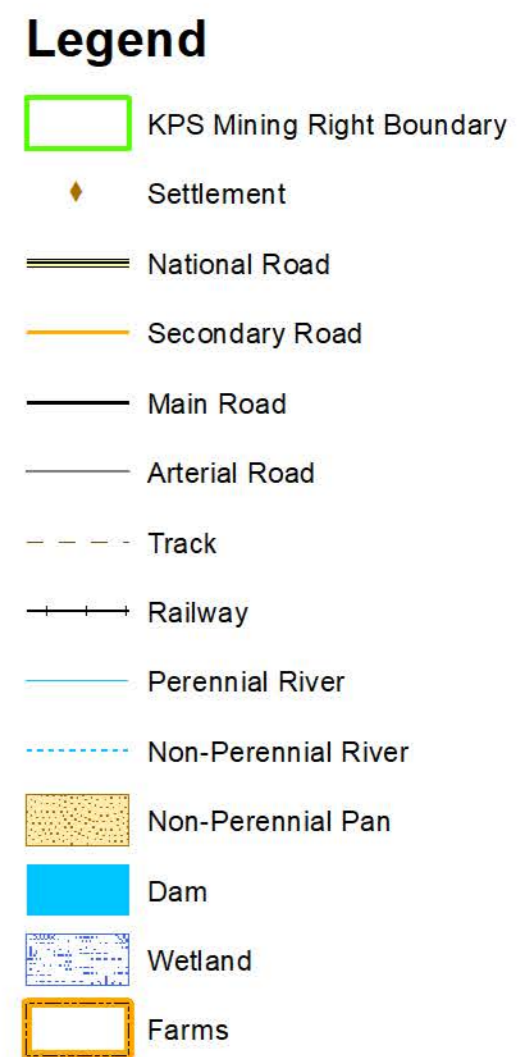 Legend
KPS Mining Right Boundary
Settlement
National Road
Secondary Road
Main Road
Arterial Road
Track
Railway
Perennial River
Non-Perennial River
Non-Perennial Pan
Dam
Wetland
Farms